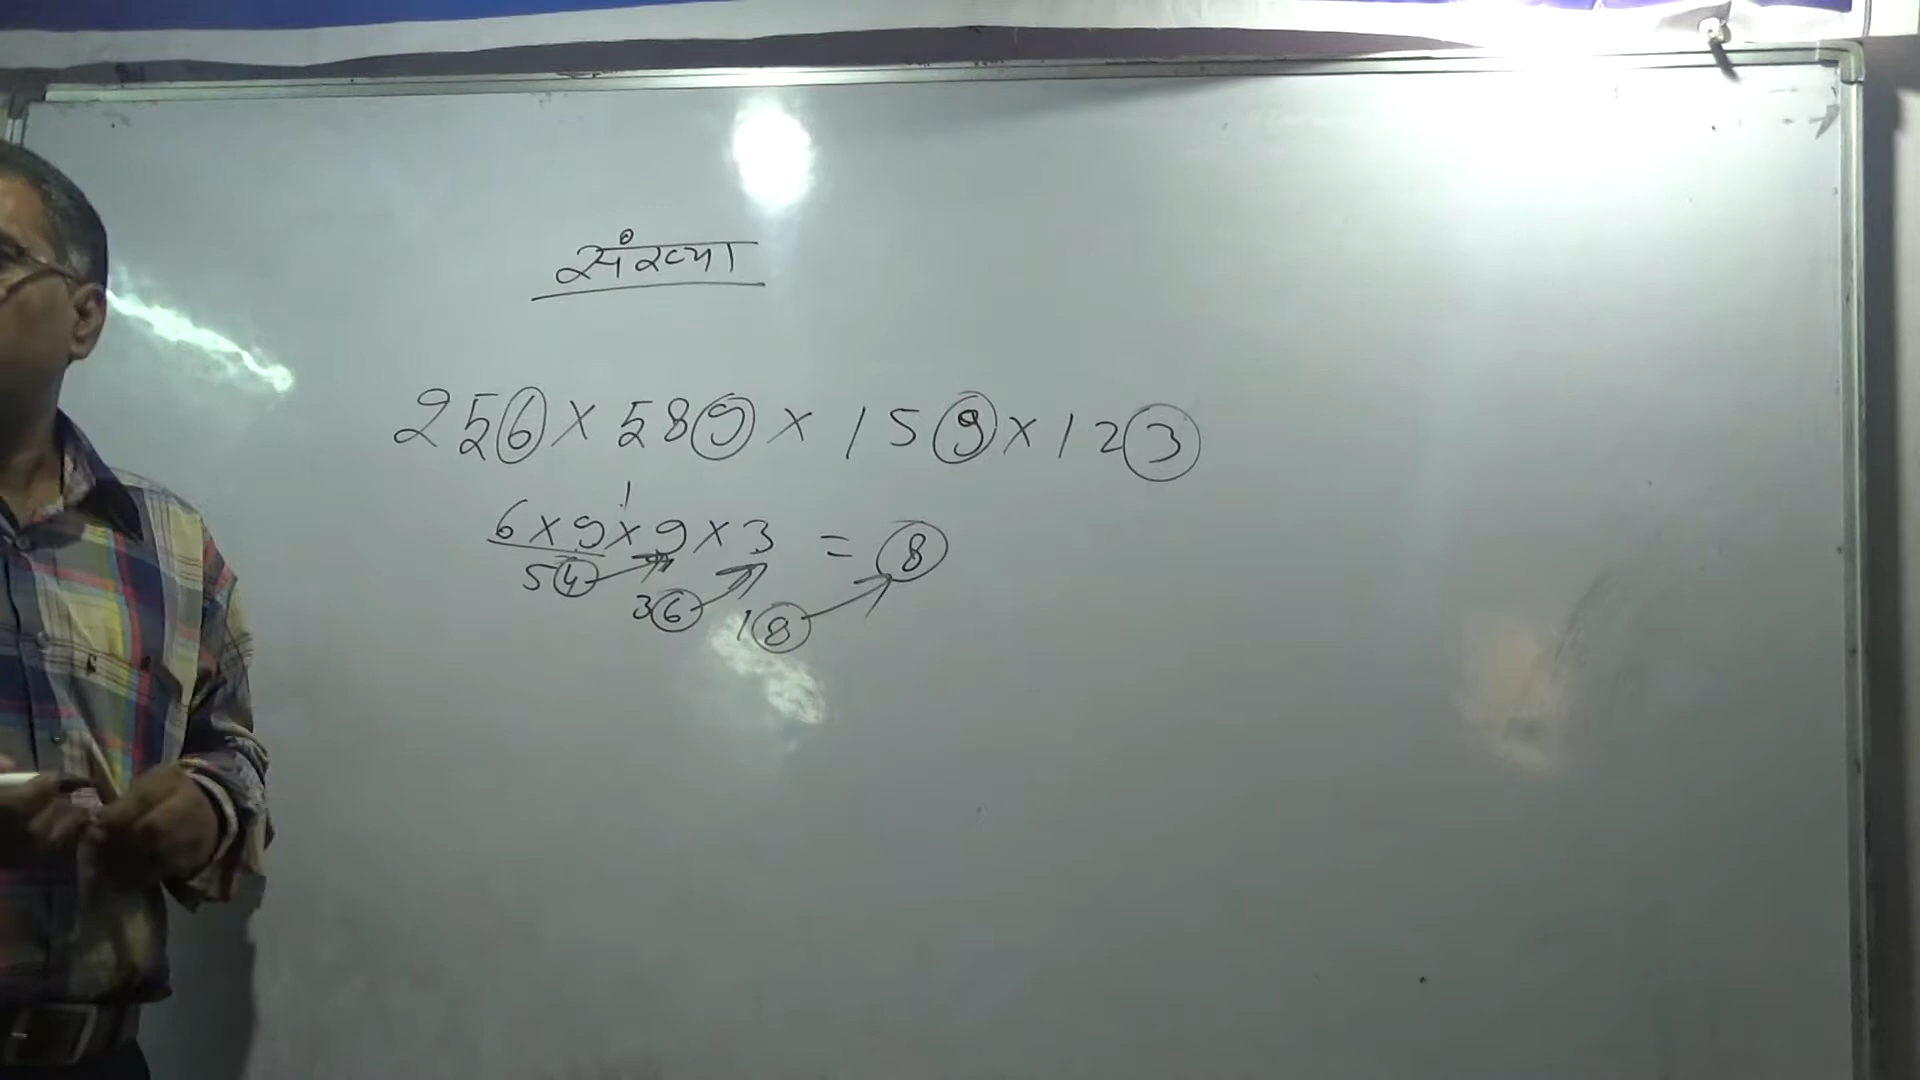 संख्या
256 × 589 × 159 × 123
6 × 9 × 9 × 3 = 8
54
36
18